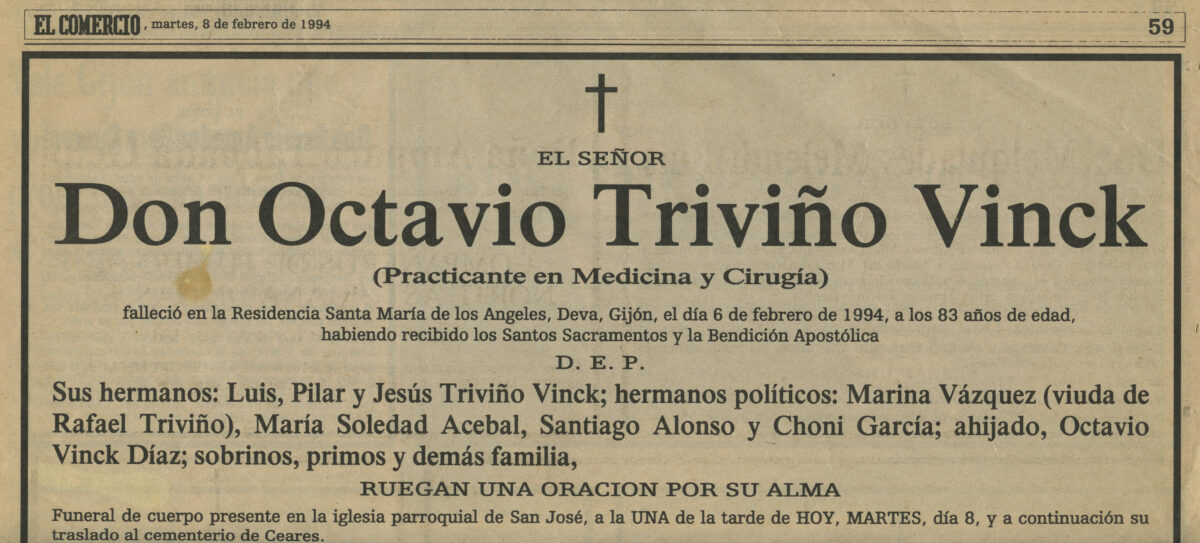 EL COMERCIO, martes, 8 de febrero de 1994
59
EL SEÑOR
Don Octavio Triviño Vinck
(Practicante en Medicina y Cirugía)
falleció en la Residencia Santa María de los Angeles, Deva, Gijón, el día 6 de febrero de 1994, a los 83 años de edad,
habiendo recibido los Santos Sacramentos y la Bendición Apostólica
D. E. P.
Sus hermanos: Luis, Pilar y Jesús Triviño Vinck; hermanos políticos: Marina Vázquez (viuda de
Rafael Triviño), María Soledad Acebal, Santiago Alonso y Choni García; ahijado, Octavio
Vinck Díaz; sobrinos, primos y demás familia,
RUEGAN UNA ORACION POR SU ALMA
Funeral de cuerpo presente en la iglesia parroquial de San José, a la UNA de la tarde de HOY, MARTES, día 8, y a continuación su
traslado al cementerio de Ceares.